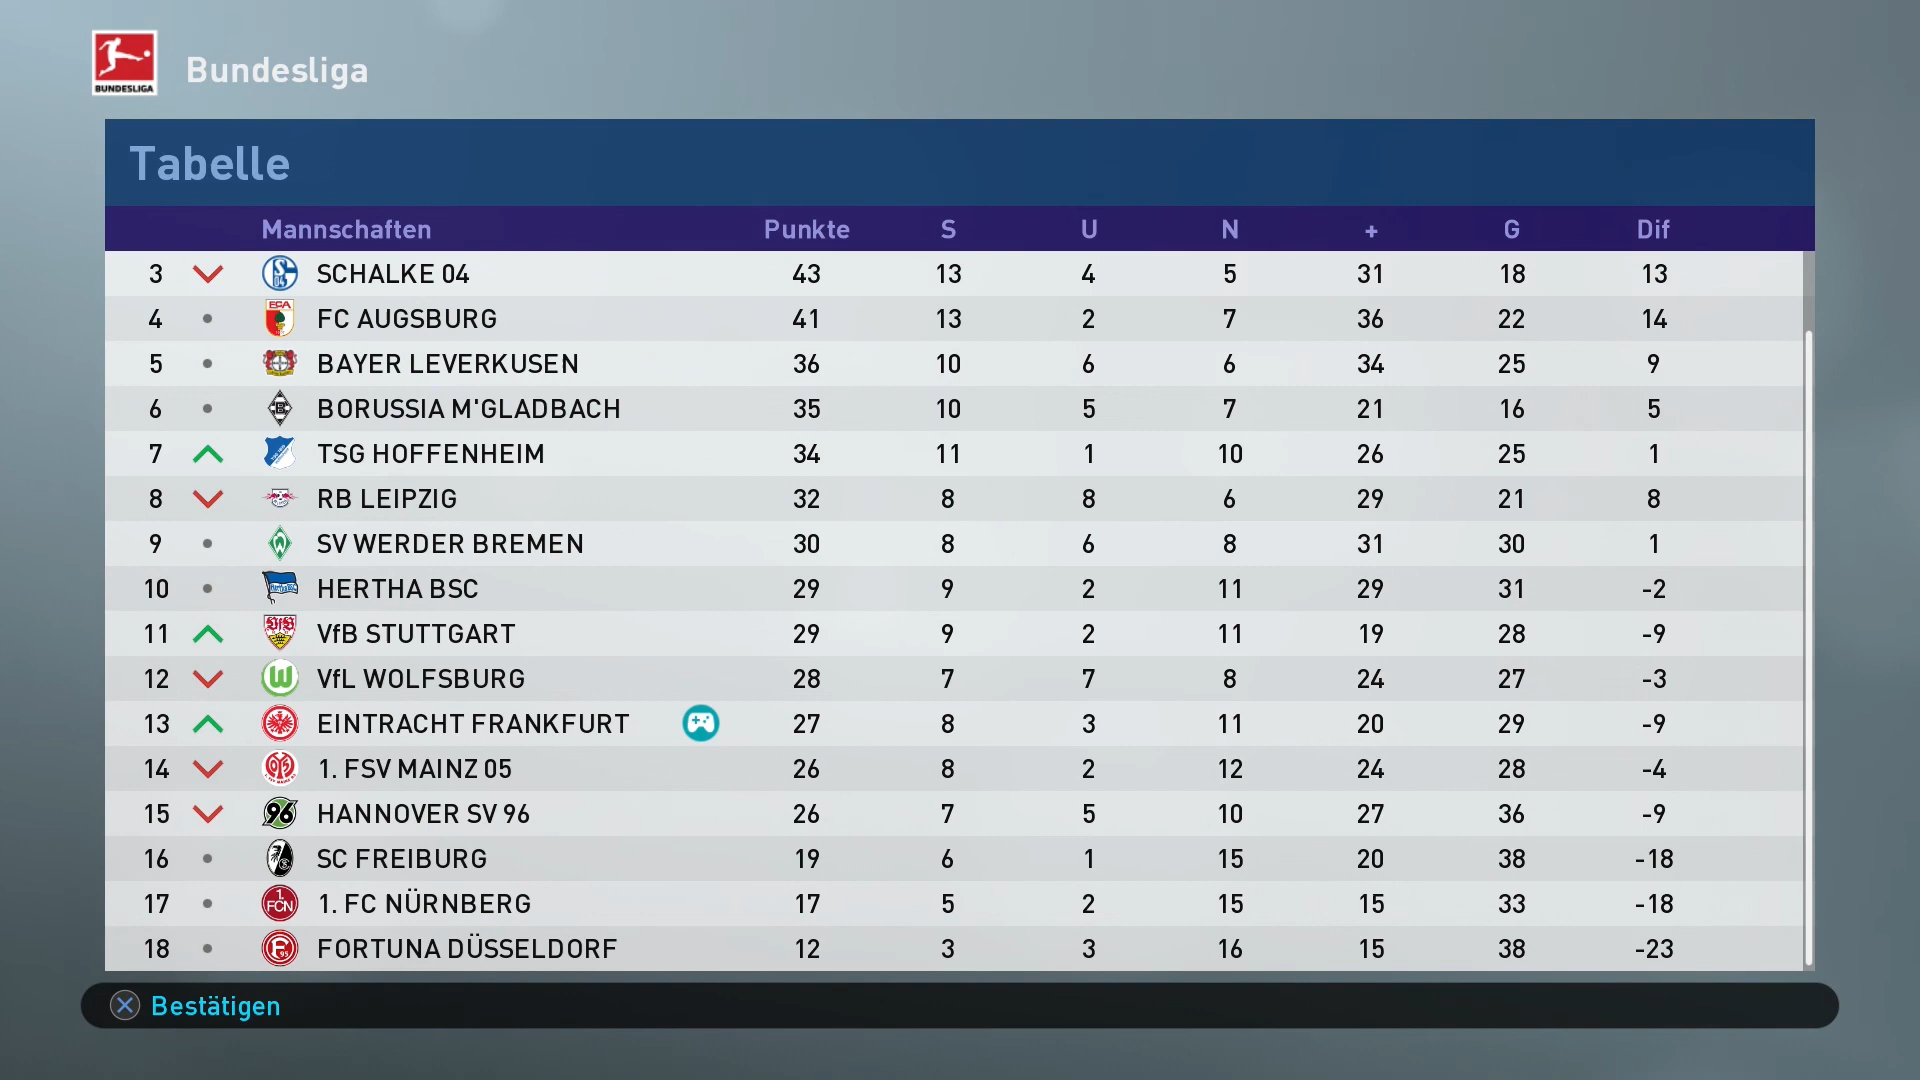 BUNDESLIGA
Bundesliga
Tabelle
Mannschaften Punkte S U N + G Dif
3 SCHALKE 04 43 13 4 5 31 18 13
4 FC AUGSBURG 41 13 2 7 36 22 14
5 BAYER LEVERKUSEN 36 10 6 6 34 25 9
6 BORUSSIA M'GLADBACH 35 10 5 7 21 16 5
7 TSG HOFFENHEIM 34 11 1 10 26 25 1
8 RB LEIPZIG 32 8 8 6 29 21 8
9 SV WERDER BREMEN 30 8 6 8 31 30 1
10 HERTHA BSC 29 9 2 11 29 31 -2
11 VfB STUTTGART 29 9 2 11 19 28 -9
12 VfL WOLFSBURG 28 7 7 8 24 27 -3
13 EINTRACHT FRANKFURT 27 8 3 11 20 29 -9
14 1. FSV MAINZ 05 26 8 2 12 24 28 -4
15 HANNOVER SV 96 26 7 5 10 27 36 -9
16 SC FREIBURG 19 6 1 15 20 38 -18
17 1. FC NÜRNBERG 17 5 2 15 15 33 -18
18 FORTUNA DÜSSELDORF 12 3 3 16 15 38 -23
Bestätigen